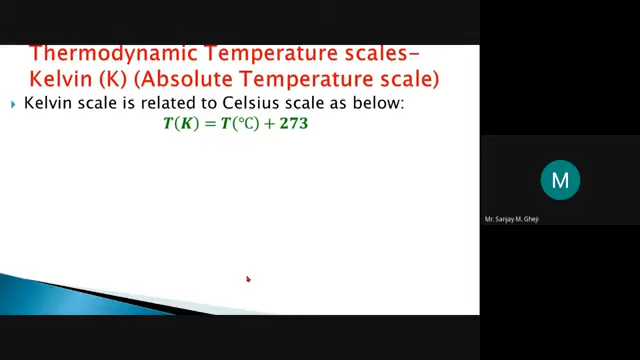 Thermodynamic Temperature scales-
Kelvin (K) (Absolute Temperature scale)
Kelvin scale is related to Celsius scale as below:
T(K) = T(℃) + 273
M
Mr. Sanjay M. Gheji